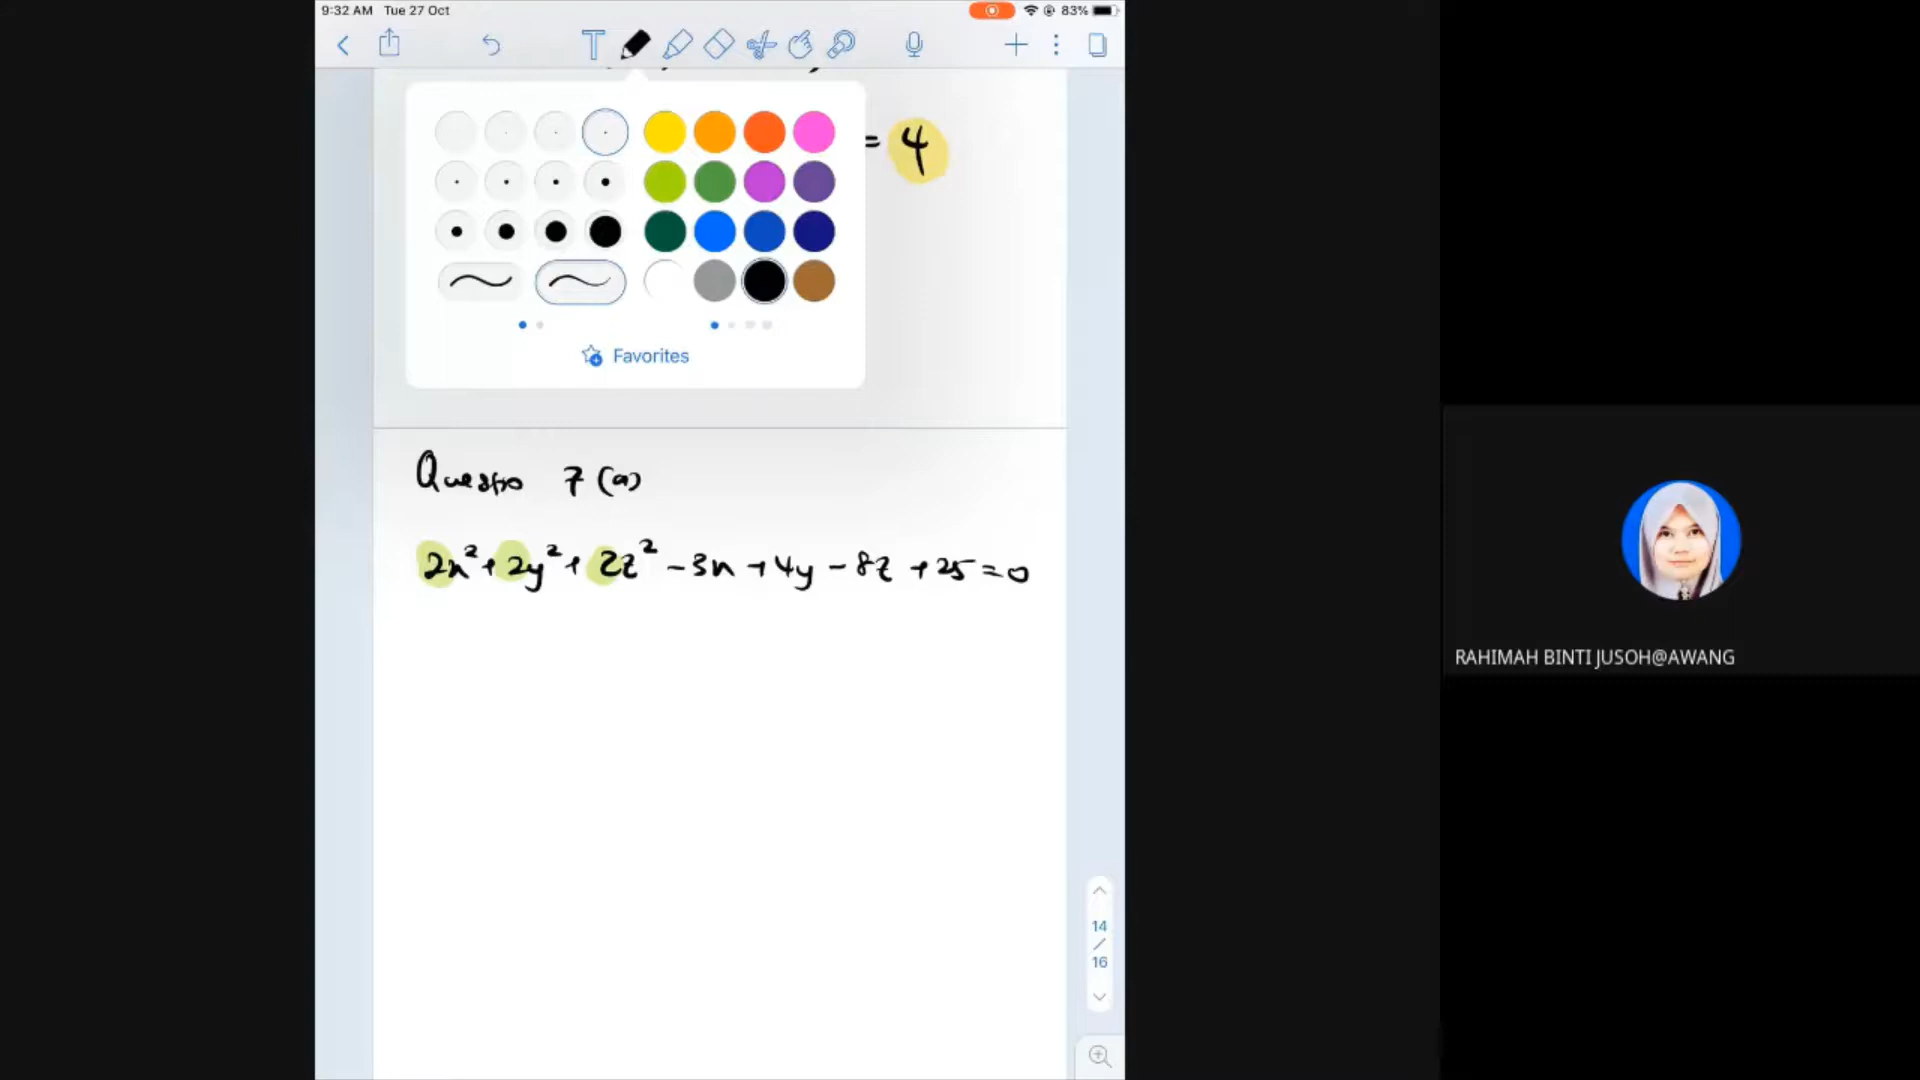 9:32 AM Tue 27 Oct
83%
T
= 4
Favorites
Questio 7 (a)
2x² + 2y² + 2z² - 3x + 4y - 8z + 25 = 0
RAHIMAH BINTI JUSOH@AWANG
14
/
16